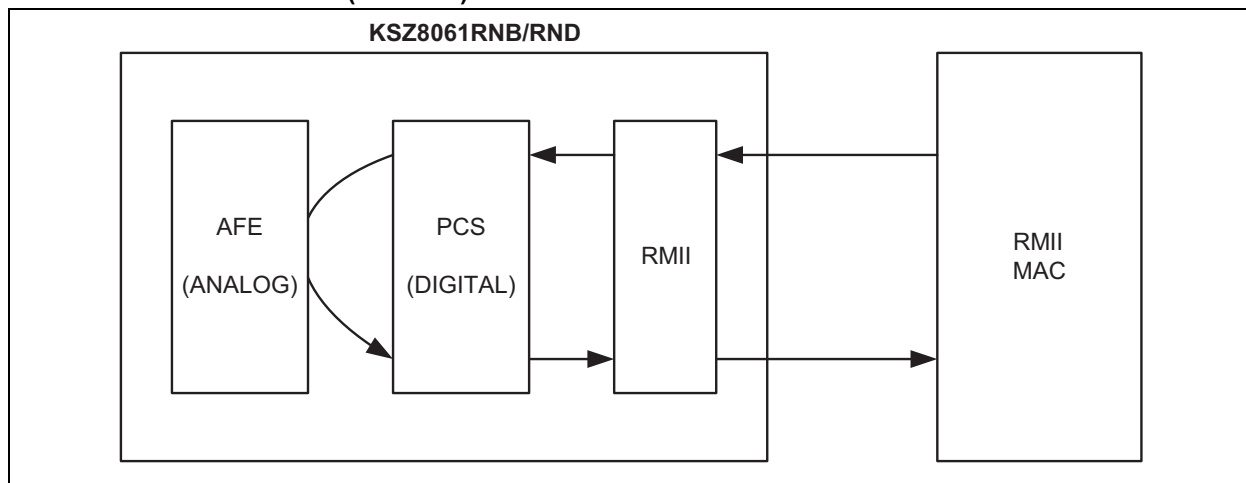 KSZ8061RNB/RND
AFE
(ANALOG)
PCS
(DIGITAL)
RMII
RMII
MAC